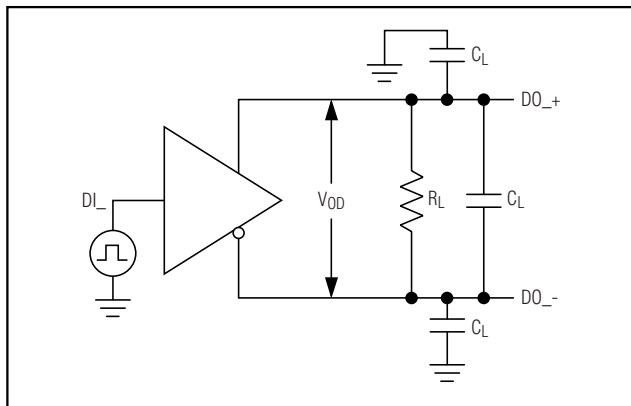 CL
DO_+
DI_
VOD
RL
CL
DO_-
CL